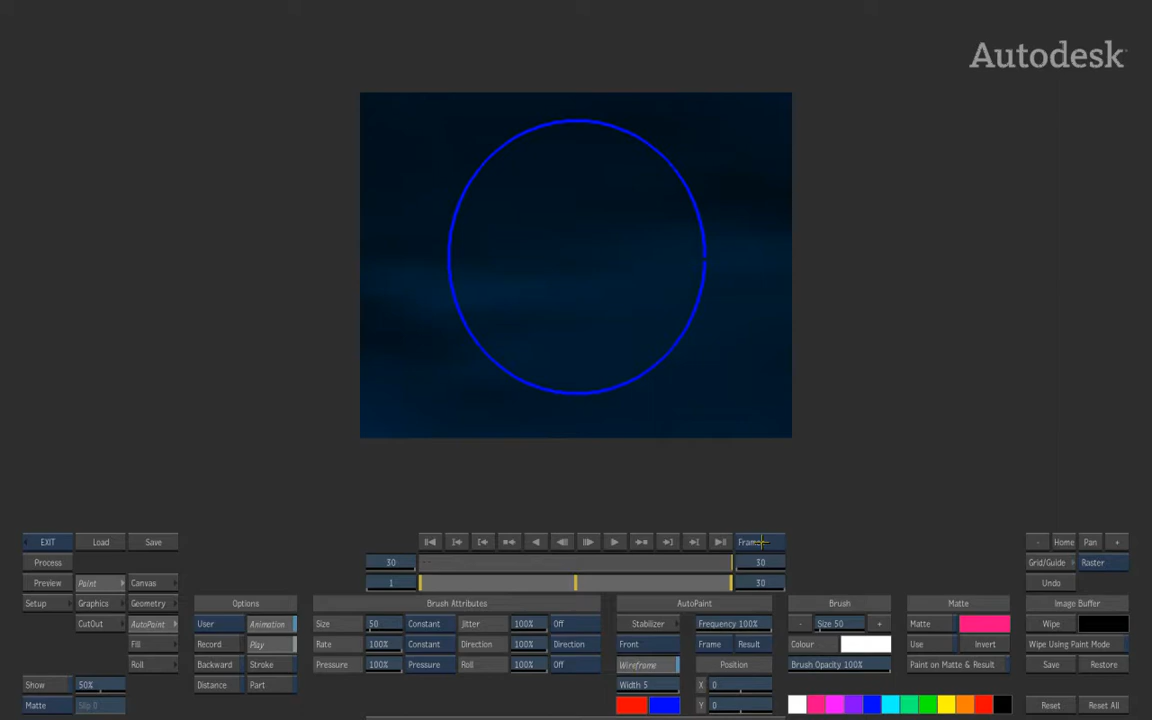 Autodesk
EXIT Load Save Frame - Home Pan +
Process 30 30 Grid/Guide Raster
Preview Paint Canvas 1 30 Undo
Setup Graphics Geometry Options Brush Attributes AutoPaint Brush Matte Image Buffer
CutOut AutoPaint User Animation Size 50 Constant Jitter 100% Off Stabilizer Frequency 100% - Size 50 + Matte Wipe
Fill Record Play Rate 100% Constant Direction 100% Constant Front Frame Result Colour Use Invert Wipe Using Paint Mode
Roll Backward Stroke Pressure 100% Pressure Roll 100% Off Wireframe Position Brush Opacity 100% Paint on Matte & Result Save Restore
Show 50% Distance Part Width 5 X 0
Matte Slip 0 Y 0 Reset Reset All